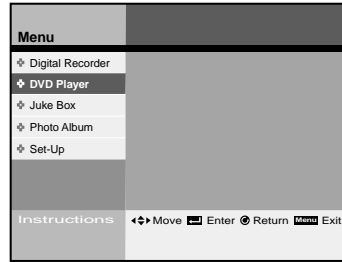 Menu
Digital Recorder
DVD Player
Juke Box
Photo Album
Set-Up
Instructions Move Enter Return Menu Exit